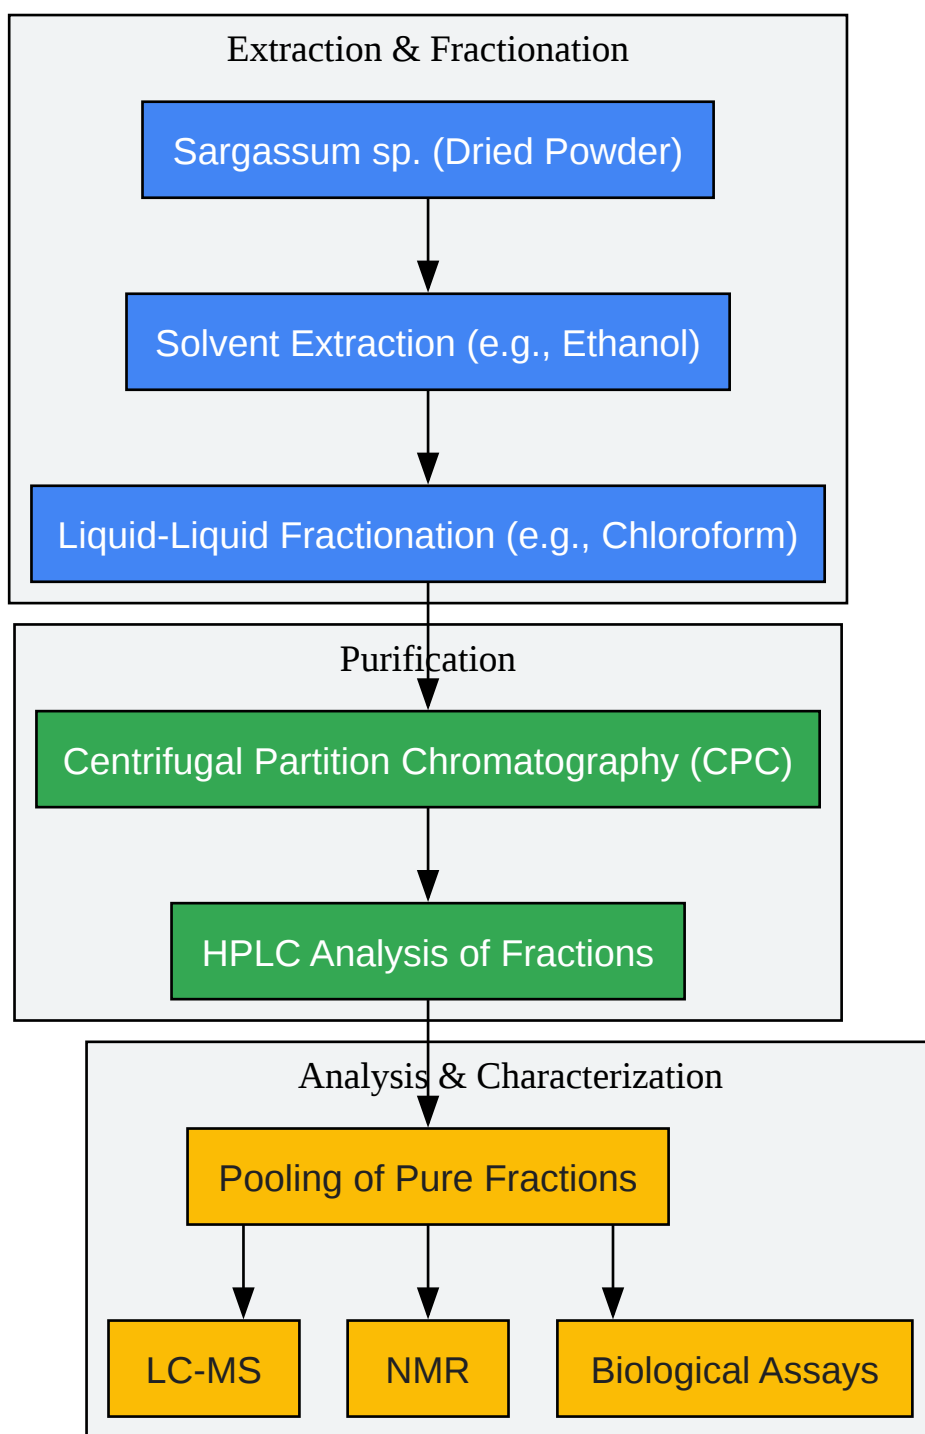 Extraction & Fractionation
Sargassum sp. (Dried Powder)
Solvent Extraction (e.g., Ethanol)
Liquid-Liquid Fractionation (e.g., Chloroform)
Purification
Centrifugal Partition Chromatography (CPC)
HPLC Analysis of Fractions
Analysis & Characterization
Pooling of Pure Fractions
LC-MS
NMR
Biological Assays